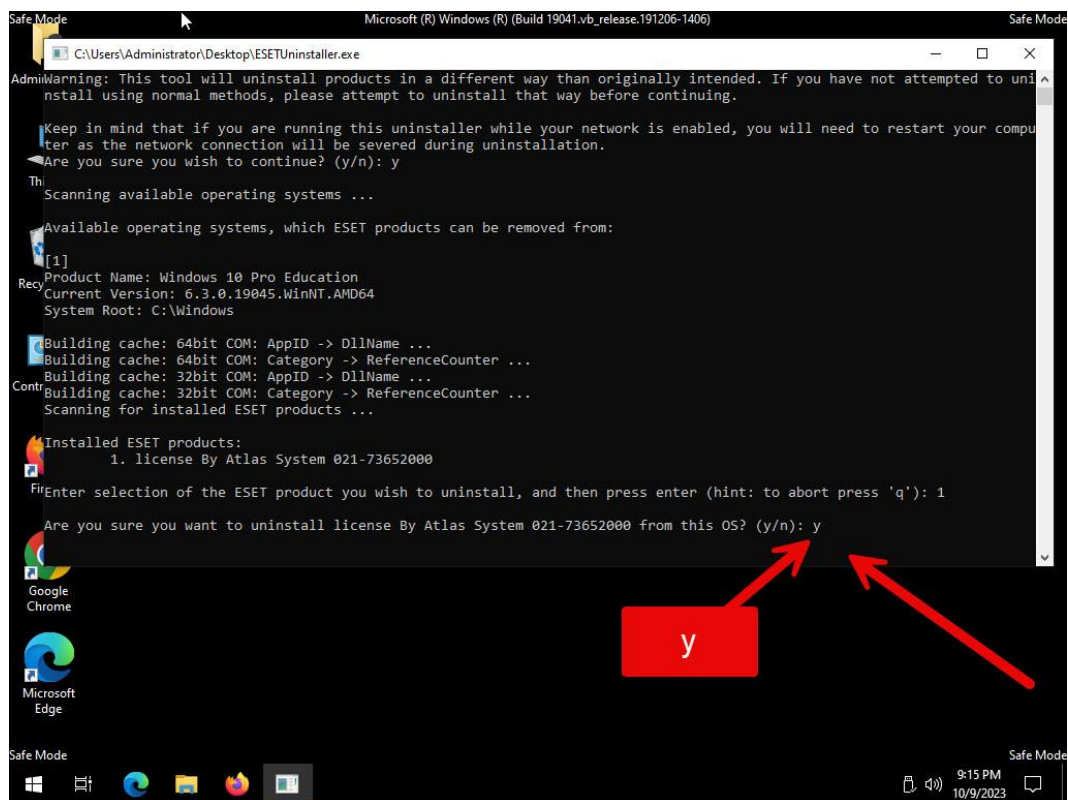 Safe Mode
Microsoft (R) Windows (R) (Build 19041.vb_release.191206-1406)
Safe Mode
C:\Users\Administrator\Desktop\ESETUninstaller.exe
Warning: This tool will uninstall products in a different way than originally intended. If you have not attempted to uni
nstall using normal methods, please attempt to uninstall that way before continuing.
Keep in mind that if you are running this uninstaller while your network is enabled, you will need to restart your compu
ter as the network connection will be severed during uninstallation.
Are you sure you wish to continue? (y/n): y
Scanning available operating systems ...
Available operating systems, which ESET products can be removed from:
[1]
Product Name: Windows 10 Pro Education
Current Version: 6.3.0.19045.WinNT.AMD64
System Root: C:\Windows
Building cache: 64bit COM: AppID -> DllName ...
Building cache: 64bit COM: Category -> ReferenceCounter ...
Building cache: 32bit COM: AppID -> DllName ...
Building cache: 32bit COM: Category -> ReferenceCounter ...
Scanning for installed ESET products ...
Installed ESET products:
1. license By Atlas System 021-73652000
Enter selection of the ESET product you wish to uninstall, and then press enter (hint: to abort press 'q'): 1
Are you sure you want to uninstall license By Atlas System 021-73652000 from this OS? (y/n): y
Google
Chrome
y
Microsoft
Edge
Safe Mode
Safe Mode
9:15 PM
10/9/2023